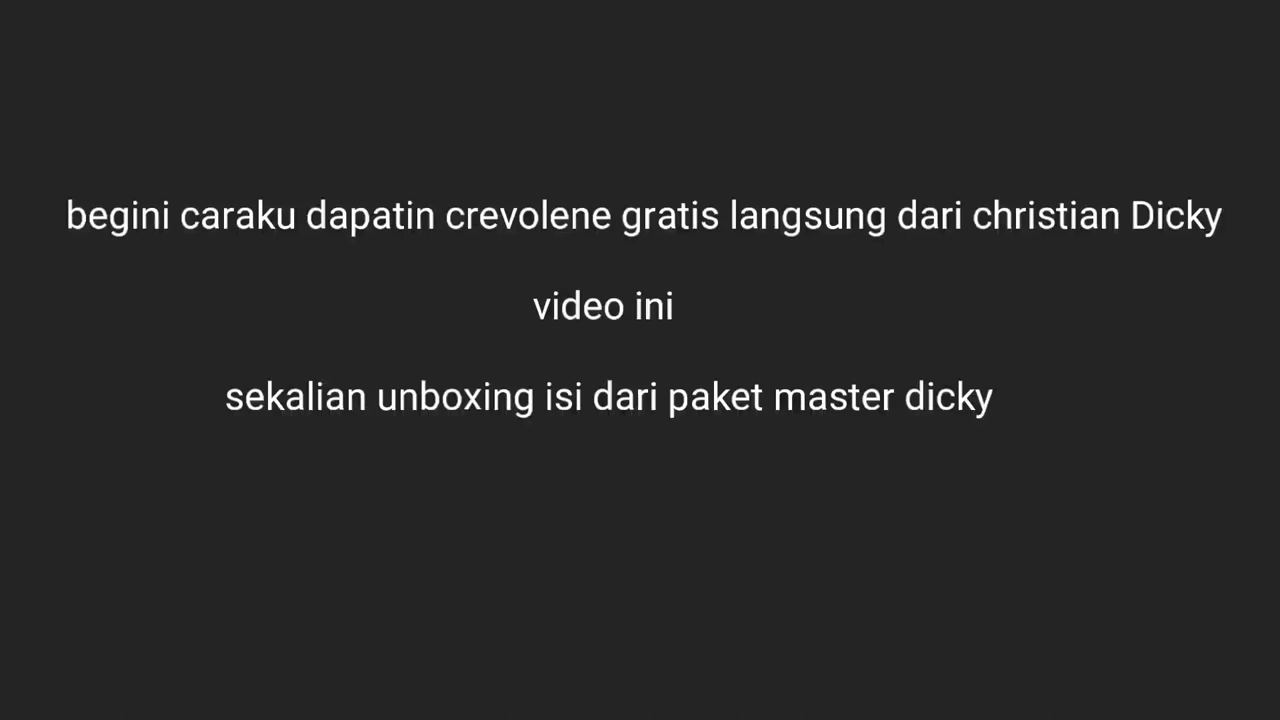 begini caraku dapatin crevolene gratis langsung dari christian Dicky
video ini
sekalian unboxing isi dari paket master dicky